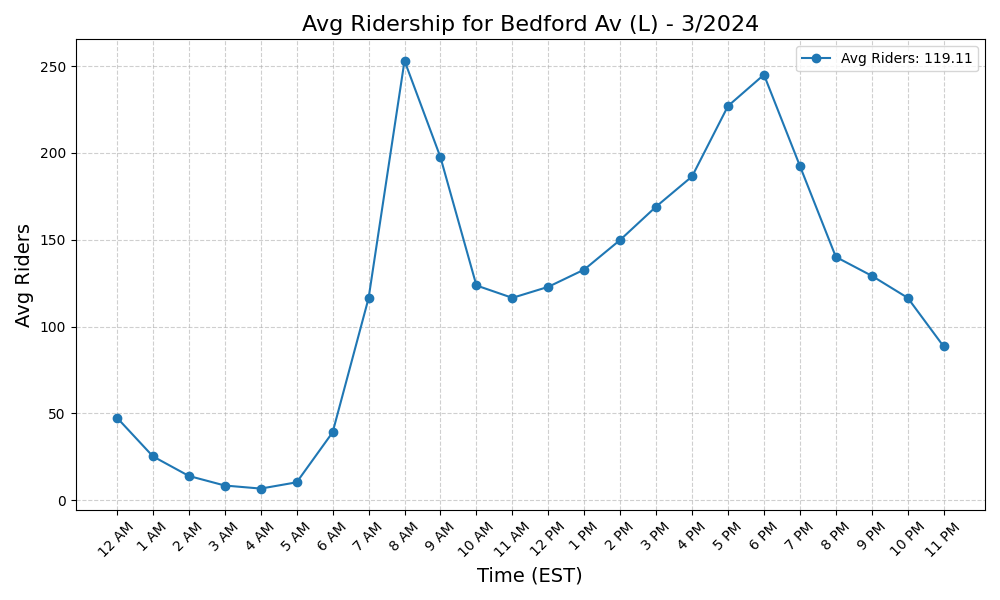 Avg Ridership for Bedford Av (L) - 3/2024
Avg Riders: 119.11
Avg Riders
250
200
150
100
50
0
12 AM
1 AM
2 AM
3 AM
4 AM
5 AM
6 AM
7 AM
8 AM
9 AM
10 AM
11 AM
12 PM
1 PM
2 PM
3 PM
4 PM
5 PM
6 PM
7 PM
8 PM
9 PM
10 PM
11 PM
Time (EST)